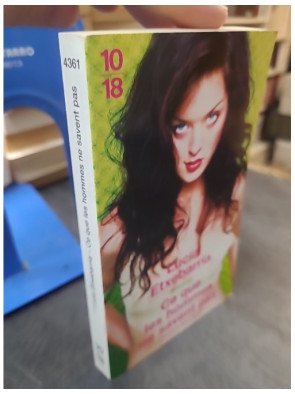 4361
Ce que les hommes ne savent pas
10
18
Lucía
Etxebarria
Ce que
les hommes
ne savent pas